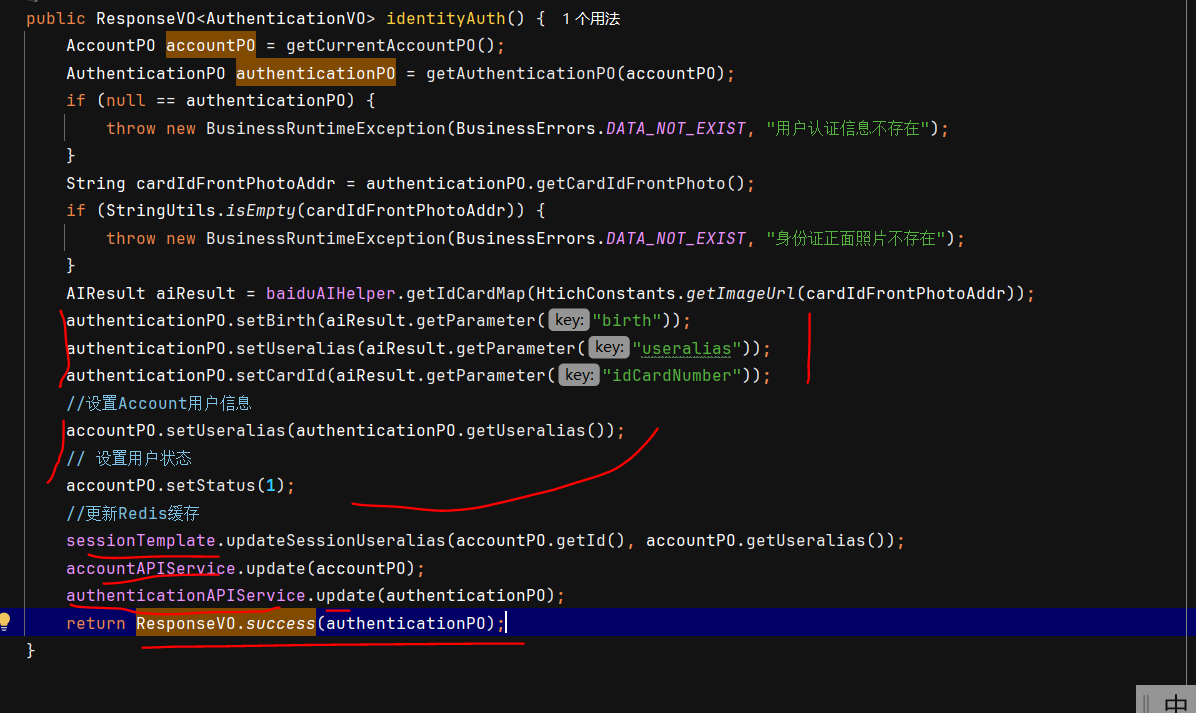 public ResponseVO<AuthenticationVO> identityAuth() { 1 个用法
AccountPO accountPO = getCurrentAccountPO();
AuthenticationPO authenticationPO = getAuthenticationPO(accountPO);
if (null == authenticationPO) {
throw new BusinessRuntimeException(BusinessErrors.DATA_NOT_EXIST, "用户认证信息不存在");
}
String cardIdFrontPhotoAddr = authenticationPO.getCardIdFrontPhoto();
if (StringUtils.isEmpty(cardIdFrontPhotoAddr)) {
throw new BusinessRuntimeException(BusinessErrors.DATA_NOT_EXIST, "身份证正面照片不存在");
}
AIResult aiResult = baiduAIHelper.getIdCardMap(HtichConstants.getImageUrl(cardIdFrontPhotoAddr));
authenticationPO.setBirth(aiResult.getParameter( key: "birth"));
authenticationPO.setUseralias(aiResult.getParameter( key: "useralias"));
authenticationPO.setCardId(aiResult.getParameter( key: "idCardNumber"));
//设置Account用户信息
accountPO.setUseralias(authenticationPO.getUseralias());
// 设置用户状态
accountPO.setStatus(1);
//更新Redis缓存
sessionTemplate.updateSessionUseralias(accountPO.getId(), accountPO.getUseralias());
accountAPIService.update(accountPO);
authenticationAPIService.update(authenticationPO);
return ResponseVO.success(authenticationPO);
}
中